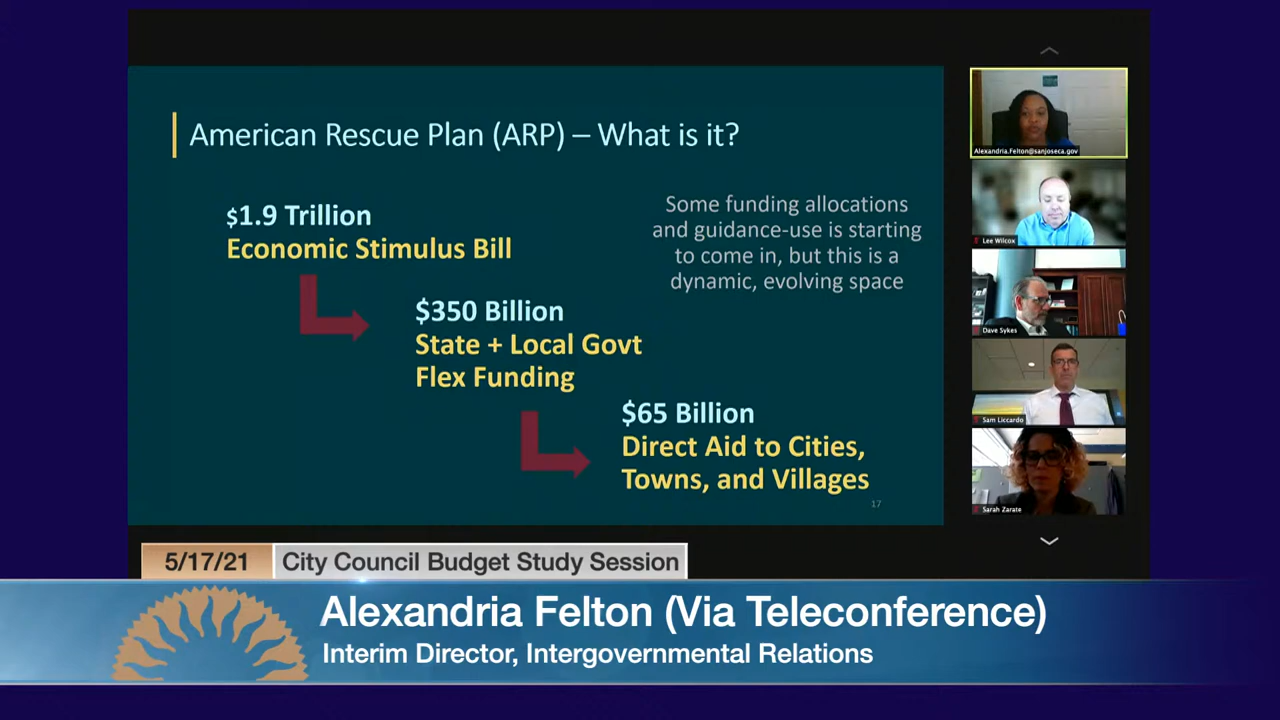 American Rescue Plan (ARP) – What is it?
$1.9 Trillion
Economic Stimulus Bill
Some funding allocations
and guidance-use is starting
to come in, but this is a
dynamic, evolving space
$350 Billion
State + Local Govt
Flex Funding
$65 Billion
Direct Aid to Cities,
Towns, and Villages
17
Alexandria.Felton@sanjoseca.gov
Lee Wilcox
Dave Sykes
Sam Liccardo
Sarah Zarate
5/17/21
City Council Budget Study Session
Alexandria Felton (Via Teleconference)
Interim Director, Intergovernmental Relations